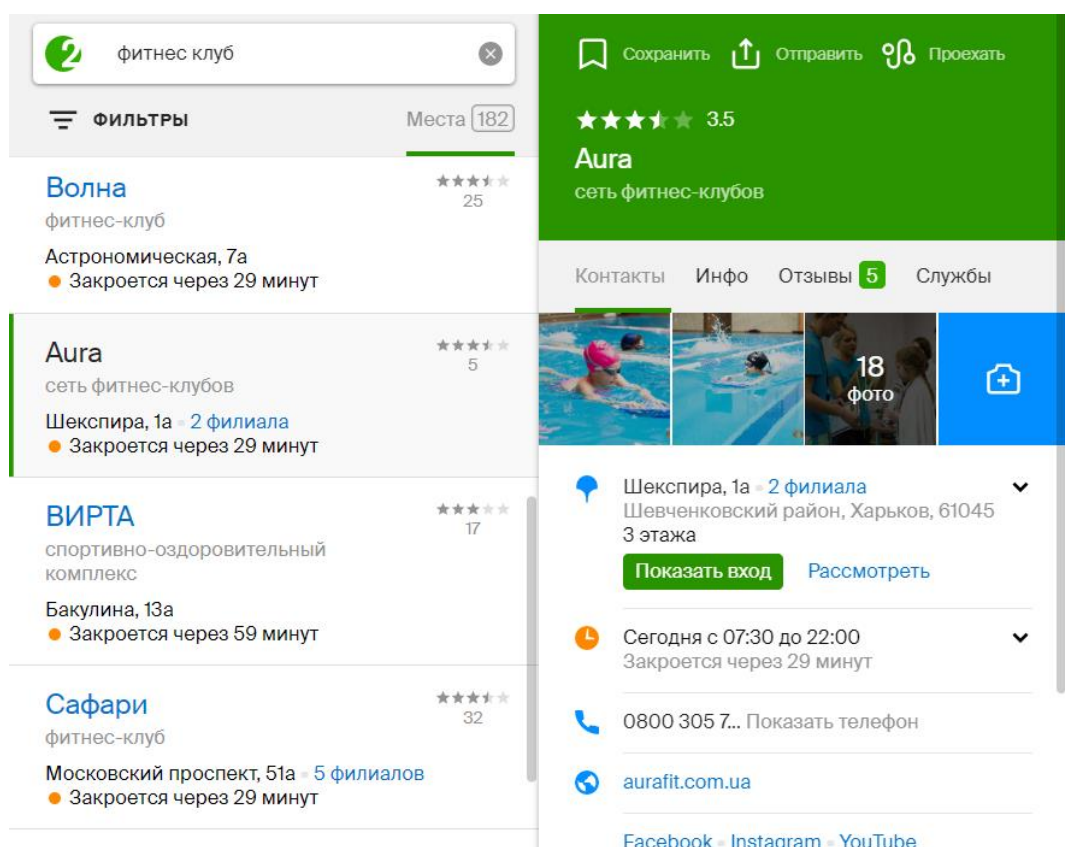 2 фитнес клуб
ФИЛЬТРЫ
Места 182
Волна
25
фитнес-клуб
Астрономическая, 7а
Закроется через 29 минут
Aura
5
сеть фитнес-клубов
Шекспира, 1а 2 филиала
Закроется через 29 минут
ВИРТА
17
спортивно-оздоровительный
комплекс
Бакулина, 13а
Закроется через 59 минут
Сафари
32
фитнес-клуб
Московский проспект, 51а 5 филиалов
Закроется через 29 минут
Сохранить Отправить Проехать
3.5
Aura
сеть фитнес-клубов
Контакты Инфо Отзывы 5 Службы
18
фото
Шекспира, 1а 2 филиала
Шевченковский район, Харьков, 61045
3 этажа
Показать вход Рассмотреть
Сегодня с 07:30 до 22:00
Закроется через 29 минут
0800 305 7... Показать телефон
aurafit.com.ua
Facebook Instagram YouTube